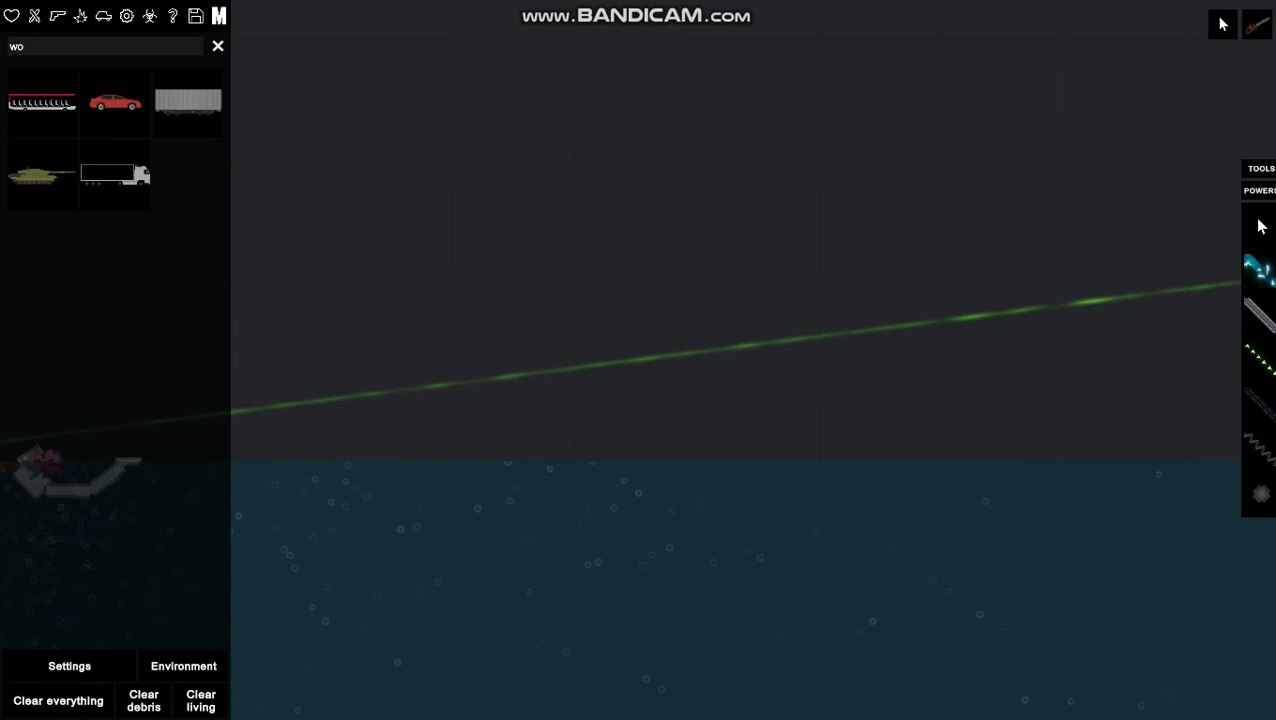 www.BANDICAM.com
M
wo
TOOLS
POWERS
Settings
Environment
Clear everything
Clear debris
Clear living